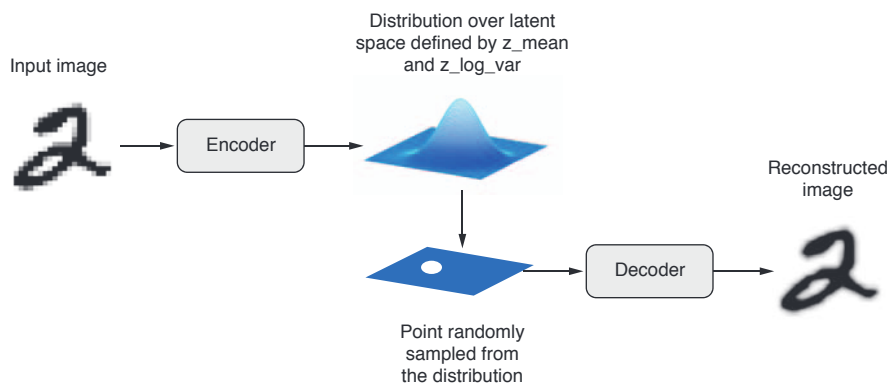 Input image
Encoder
Distribution over latent
space defined by z_mean
and z_log_var
Point randomly
sampled from
the distribution
Decoder
Reconstructed
image